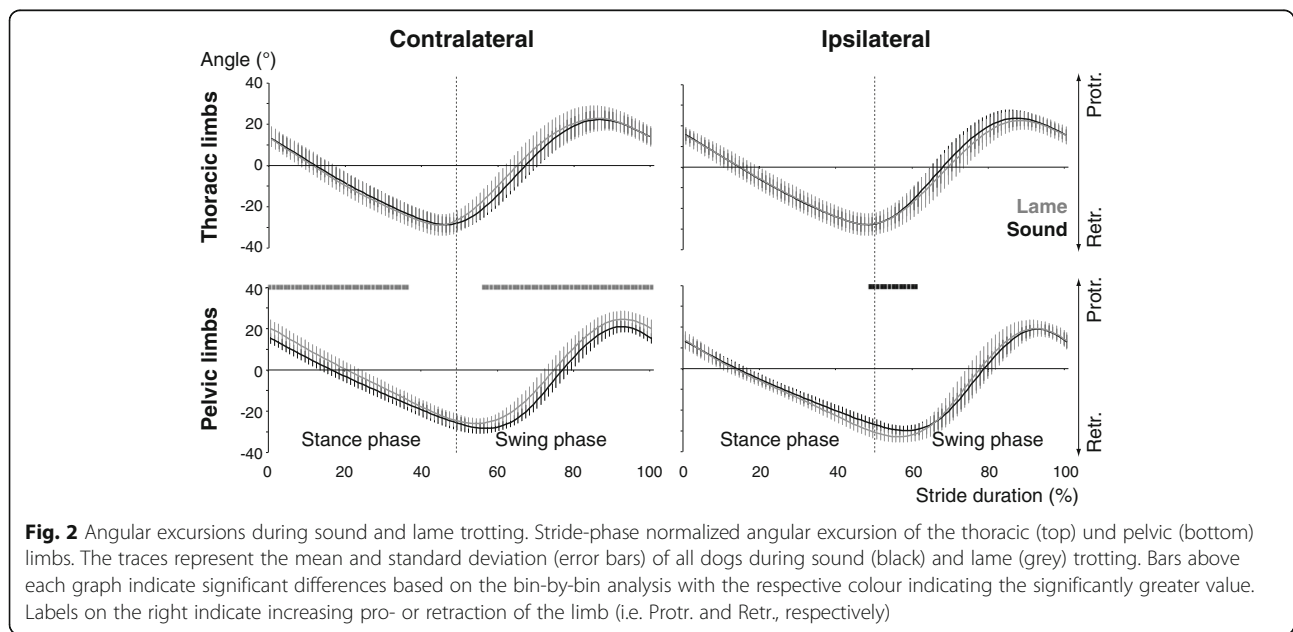 Contralateral
Ipsilateral
Angle (°)
Thoracic limbs
40
20
0
-20
-40
Lame
Sound
Protr.
Retr.
Pelvic limbs
40
20
0
-20
-40
Stance phase
Swing phase
Stance phase
Swing phase
Protr.
Retr.
0 20 40 60 80 100
0 20 40 60 80 100
Stride duration (%)
Fig. 2 Angular excursions during sound and lame trotting. Stride-phase normalized angular excursion of the thoracic (top) und pelvic (bottom)
limbs. The traces represent the mean and standard deviation (error bars) of all dogs during sound (black) and lame (grey) trotting. Bars above
each graph indicate significant differences based on the bin-by-bin analysis with the respective colour indicating the significantly greater value.
Labels on the right indicate increasing pro- or retraction of the limb (i.e. Protr. and Retr., respectively)